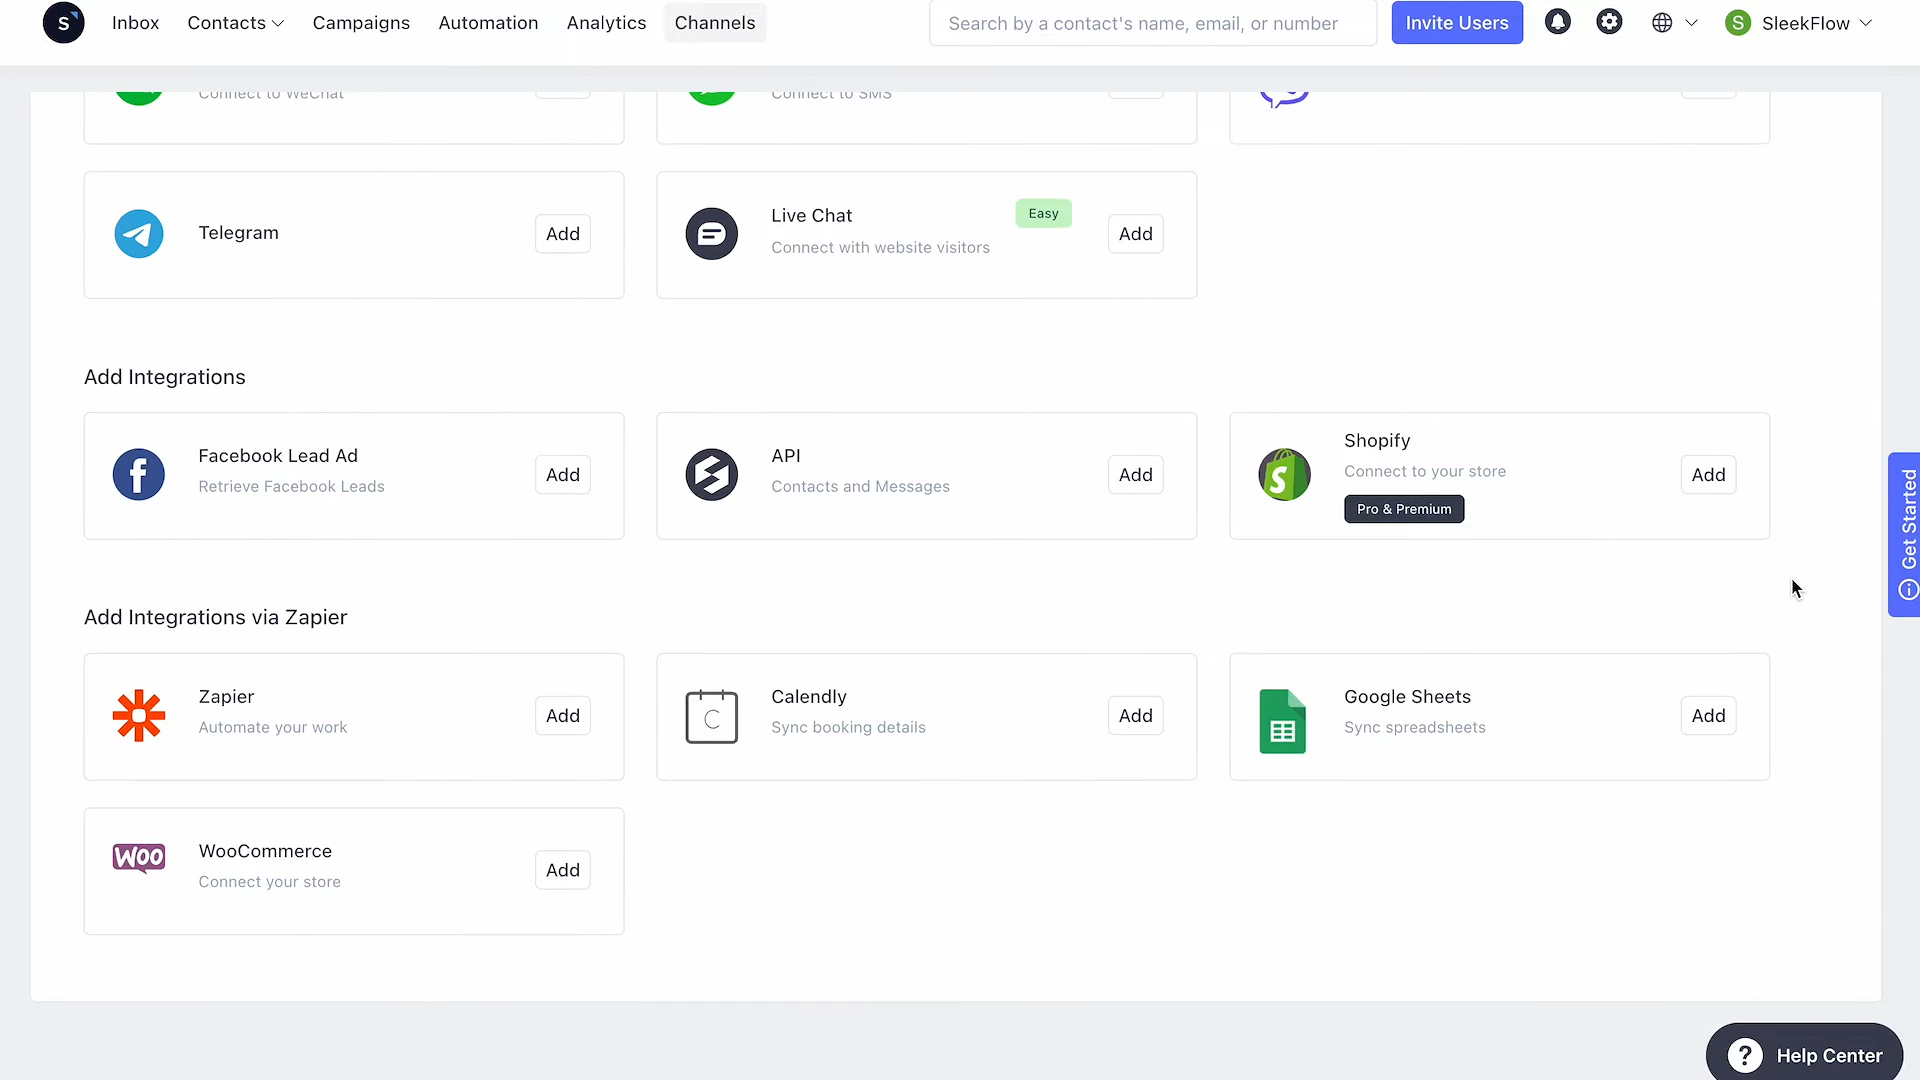 S
Inbox
Contacts
Campaigns
Automation
Analytics
Channels
Search by a contact's name, email, or number
Invite Users
S
SleekFlow
Connect to WeChat
Connect to SMS
Telegram
Add
Live Chat
Easy
Connect with website visitors
Add
Add Integrations
Facebook Lead Ad
Retrieve Facebook Leads
Add
API
Contacts and Messages
Add
Shopify
Connect to your store
Pro & Premium
Add
Get Started
Add Integrations via Zapier
Zapier
Automate your work
Add
C
Calendly
Sync booking details
Add
Google Sheets
Sync spreadsheets
Add
WOO
WooCommerce
Connect your store
Add
? Help Center